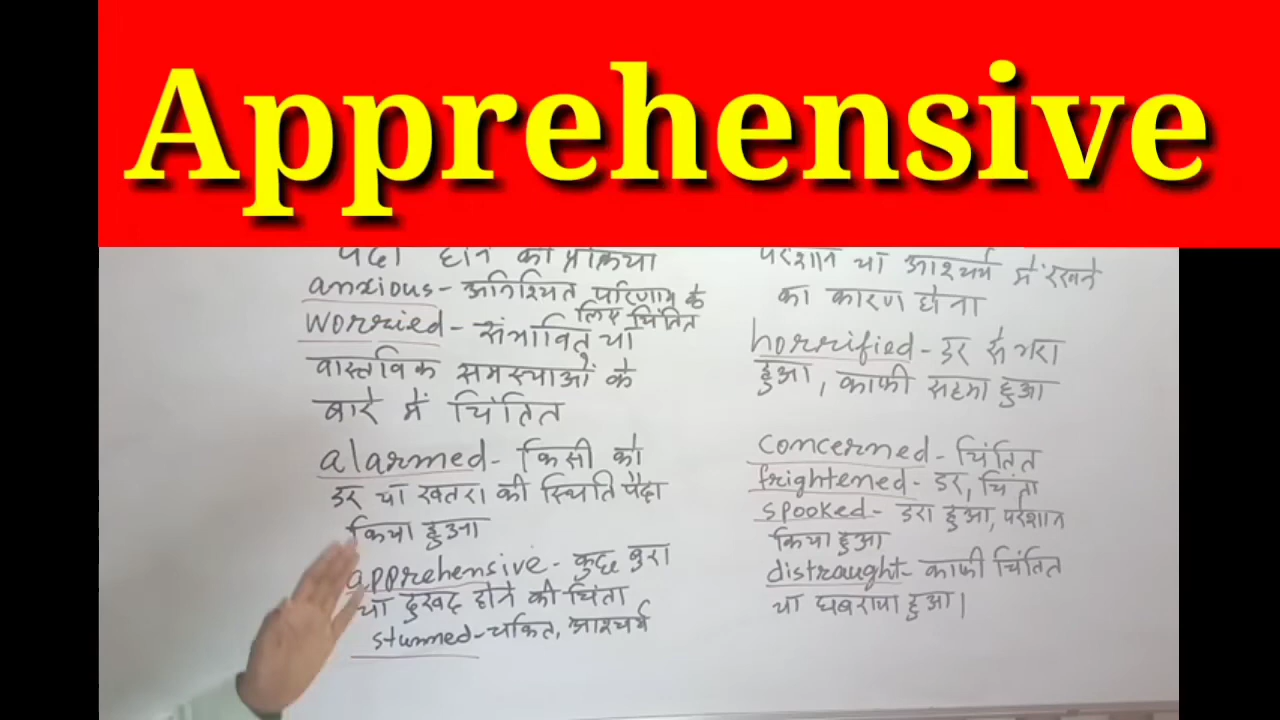 Apprehensive
पैदा होने की प्रक्रिया
anxious - अनिश्चित परिणाम के
लिए चिंतित
worried - संभावित या
वास्तविक समस्याओं के
बारे में चिंतित
alarmed - किसी को
डर या खतरा की स्थिति पैदा
किया हुआ
apprehensive - कुछ बुरा
या दुखद होने की चिंता
stunned - चकित, आश्चर्य
परेशान या आश्चर्य में रखने
का कारण होना
horrified - डर से भरा
हुआ, काफी सहमा हुआ
concerned - चिंतित
frightened - डर, चिंता
spooked - डरा हुआ, परेशान
किया हुआ
distraught - काफी चिंतित
या घबराया हुआ।